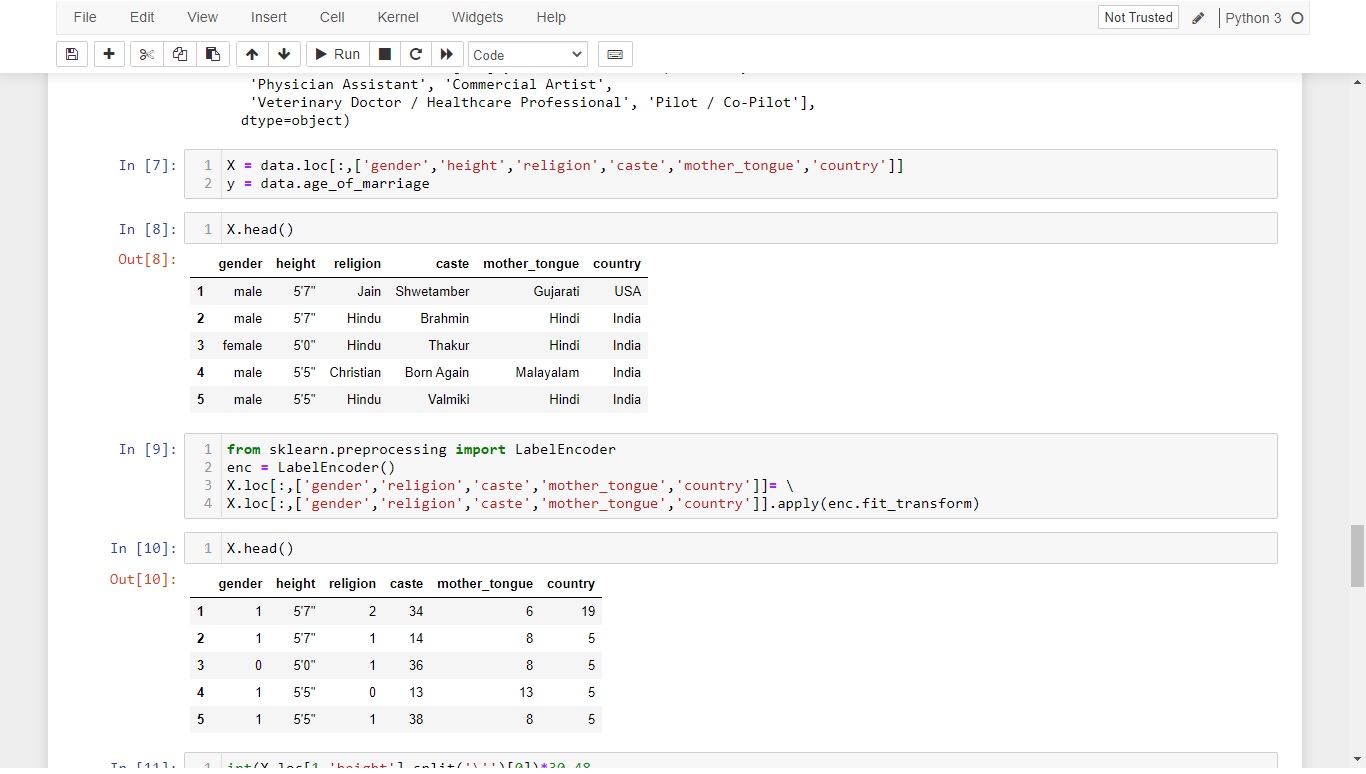 File Edit View Insert Cell Kernel Widgets Help Not Trusted Python 3
Run Code
'Physician Assistant', 'Commercial Artist',
'Veterinary Doctor / Healthcare Professional', 'Pilot / Co-Pilot'],
dtype=object)
In [7]: 1 X = data.loc[:,['gender','height','religion','caste','mother_tongue','country']]
2 y = data.age_of_marriage
In [8]: 1 X.head()
Out[8]:
gender height religion caste mother_tongue country
1 male 5'7" Jain Shwetamber Gujarati USA
2 male 5'7" Hindu Brahmin Hindi India
3 female 5'0" Hindu Thakur Hindi India
4 male 5'5" Christian Born Again Malayalam India
5 male 5'5" Hindu Valmiki Hindi India
In [9]: 1 from sklearn.preprocessing import LabelEncoder
2 enc = LabelEncoder()
3 X.loc[:,['gender','religion','caste','mother_tongue','country']]= \
4 X.loc[:,['gender','religion','caste','mother_tongue','country']].apply(enc.fit_transform)
In [10]: 1 X.head()
Out[10]:
gender height religion caste mother_tongue country
1 1 5'7" 2 34 6 19
2 1 5'7" 1 14 8 5
3 0 5'0" 1 36 8 5
4 1 5'5" 0 13 13 5
5 1 5'5" 1 38 8 5
In [11]: 1 int(X.loc[1,'height'].split('\'')[0])*30.48